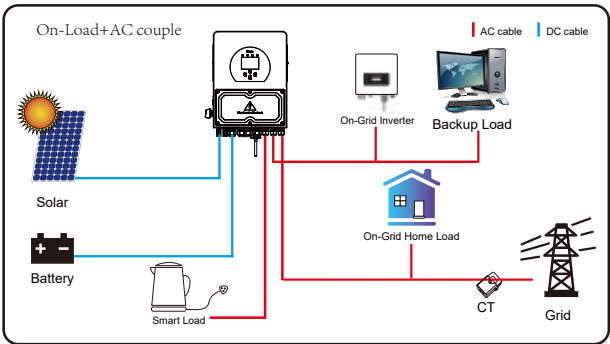 On-Load+AC couple
AC cable
DC cable
On-Grid Inverter
Backup Load
Solar
On-Grid Home Load
Battery
Smart Load
CT
Grid